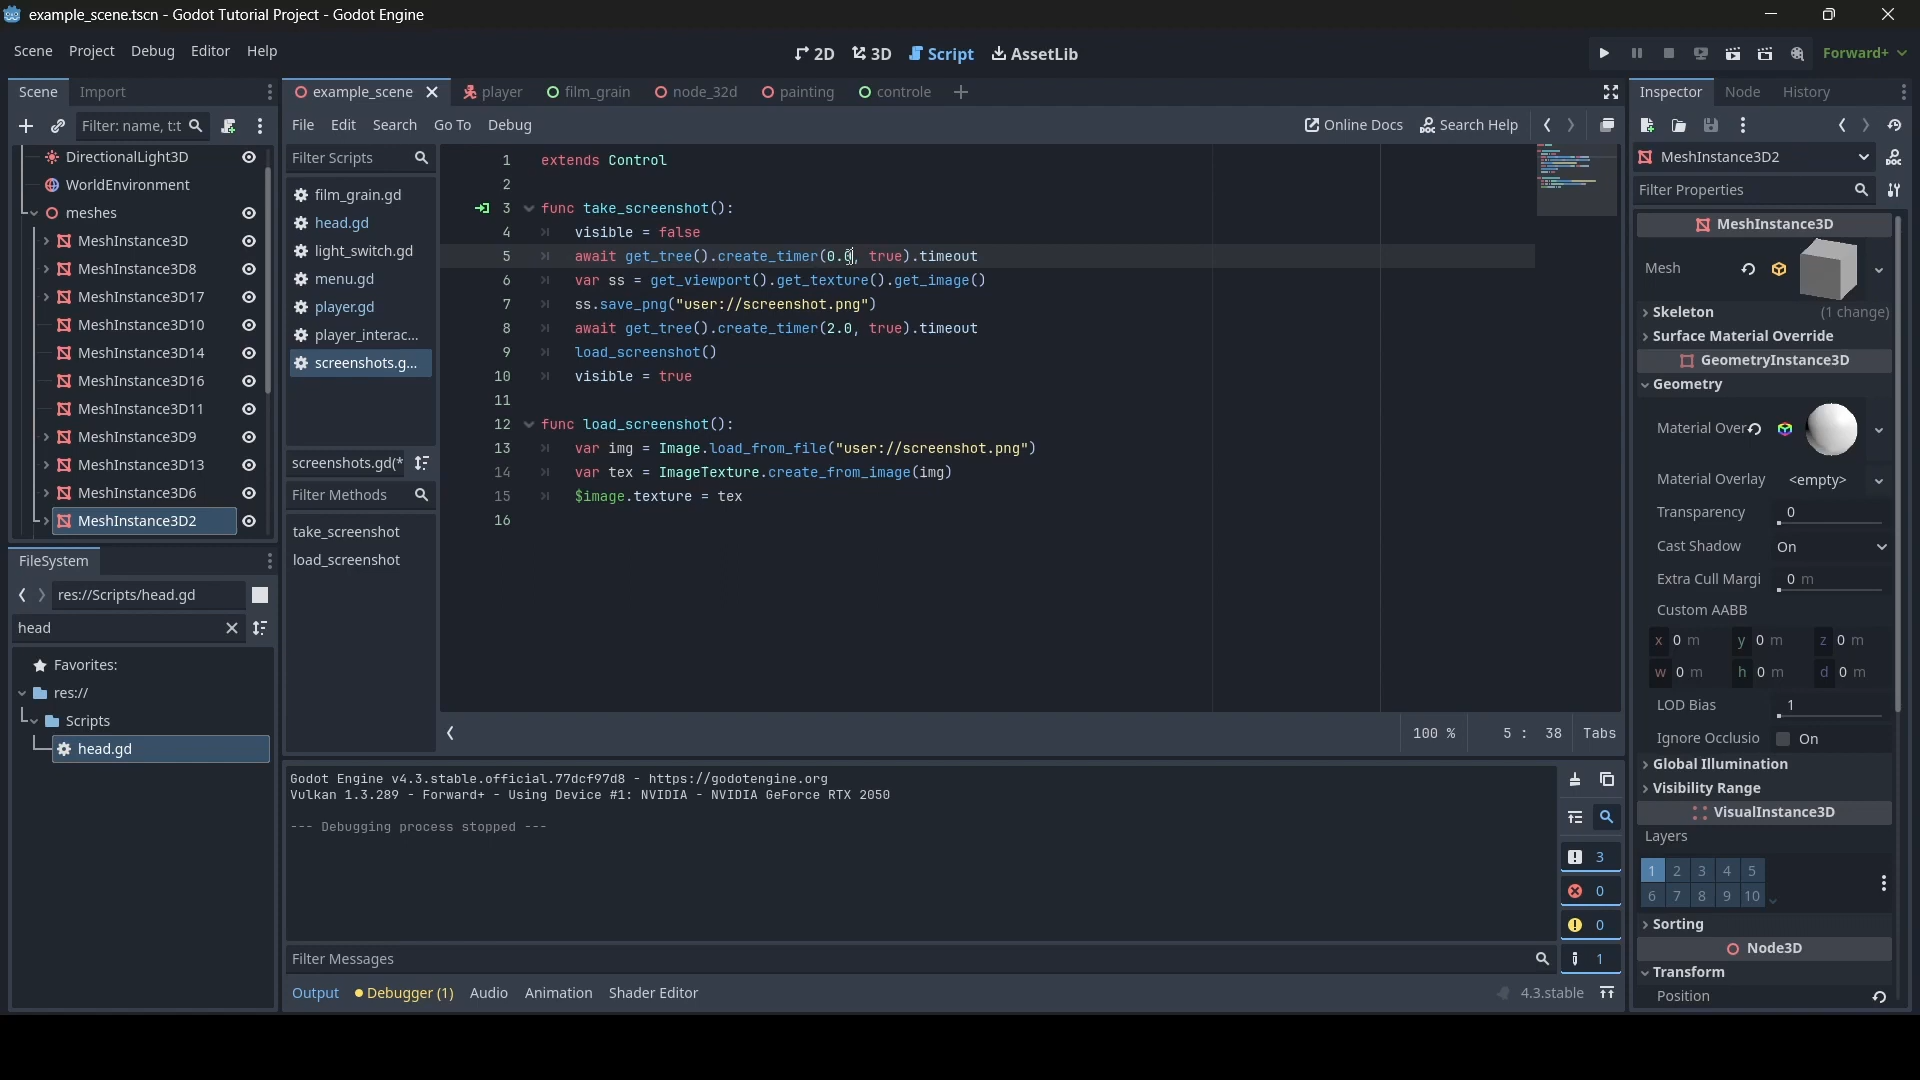 example_scene.tscn - Godot Tutorial Project - Godot Engine
Scene Project Debug Editor Help
2D 3D Script AssetLib
Forward+
Scene Import
Filter: name, t:t
DirectionalLight3D
WorldEnvironment
meshes
MeshInstance3D
MeshInstance3D8
MeshInstance3D17
MeshInstance3D10
MeshInstance3D14
MeshInstance3D16
MeshInstance3D11
MeshInstance3D9
MeshInstance3D13
MeshInstance3D6
MeshInstance3D2
FileSystem
res://Scripts/head.gd
head
Favorites:
res://
Scripts
head.gd
example_scene player film_grain node_32d painting controle
File Edit Search Go To Debug
Online Docs Search Help
Filter Scripts
film_grain.gd
head.gd
light_switch.gd
menu.gd
player.gd
player_interac...
screenshots.g...
screenshots.gd(*
Filter Methods
take_screenshot
load_screenshot
1 extends Control
2
3 func take_screenshot():
4 visible = false
5 await get_tree().create_timer(0.0, true).timeout
6 var ss = get_viewport().get_texture().get_image()
7 ss.save_png("user://screenshot.png")
8 await get_tree().create_timer(2.0, true).timeout
9 load_screenshot()
10 visible = true
11
12 func load_screenshot():
13 var img = Image.load_from_file("user://screenshot.png")
14 var tex = ImageTexture.create_from_image(img)
15 $image.texture = tex
16
100 % 5 : 38 Tabs
Godot Engine v4.3.stable.official.77dcf97d8 - https://godotengine.org
Vulkan 1.3.289 - Forward+ - Using Device #1: NVIDIA - NVIDIA GeForce RTX 2050
--- Debugging process stopped ---
3
0
0
1
Filter Messages
Output Debugger (1) Audio Animation Shader Editor
4.3.stable
Inspector Node History
MeshInstance3D2
Filter Properties
MeshInstance3D
Mesh
Skeleton (1 change)
Surface Material Override
GeometryInstance3D
Geometry
Material Over
Material Overlay <empty>
Transparency 0
Cast Shadow On
Extra Cull Margi 0 m
Custom AABB
x 0 m y 0 m z 0 m
w 0 m h 0 m d 0 m
LOD Bias 1
Ignore Occlusio On
Global Illumination
Visibility Range
VisualInstance3D
Layers
1 2 3 4 5
6 7 8 9 10
Sorting
Node3D
Transform
Position